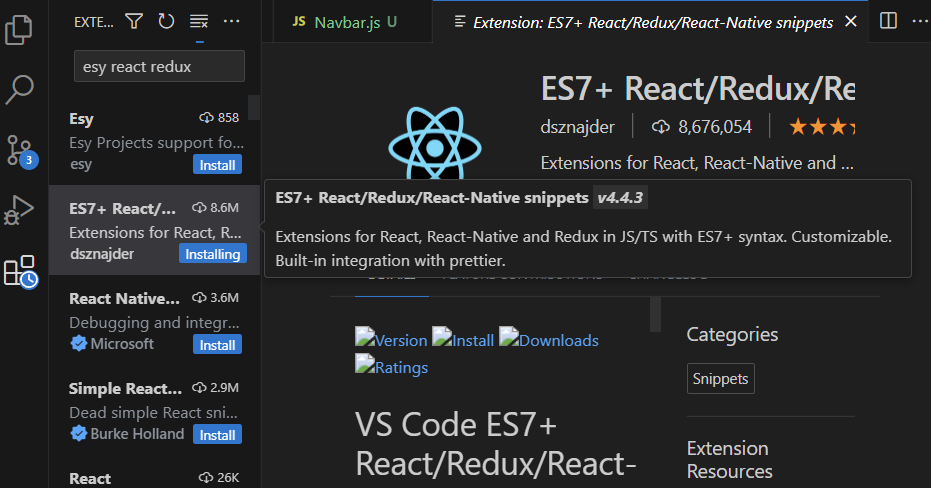 EXTE...
esy react redux
3
Esy
858
Esy Projects support fo...
esy
Install
ES7+ React/...
8.6M
Extensions for React, R...
dsznajder
Installing
React Native...
3.6M
Debugging and integr...
Microsoft
Install
Simple React...
2.9M
Dead simple React sni...
Burke Holland
Install
React
26K
JS Navbar.js U
Extension: ES7+ React/Redux/React-Native snippets
ES7+ React/Redux/Re
dsznajder
8,676,054
Extensions for React, React-Native and ...
ES7+ React/Redux/React-Native snippets v4.4.3
Extensions for React, React-Native and Redux in JS/TS with ES7+ syntax. Customizable.
Built-in integration with prettier.
Version Install Downloads
Ratings
VS Code ES7+
React/Redux/React-
Categories
Snippets
Extension
Resources